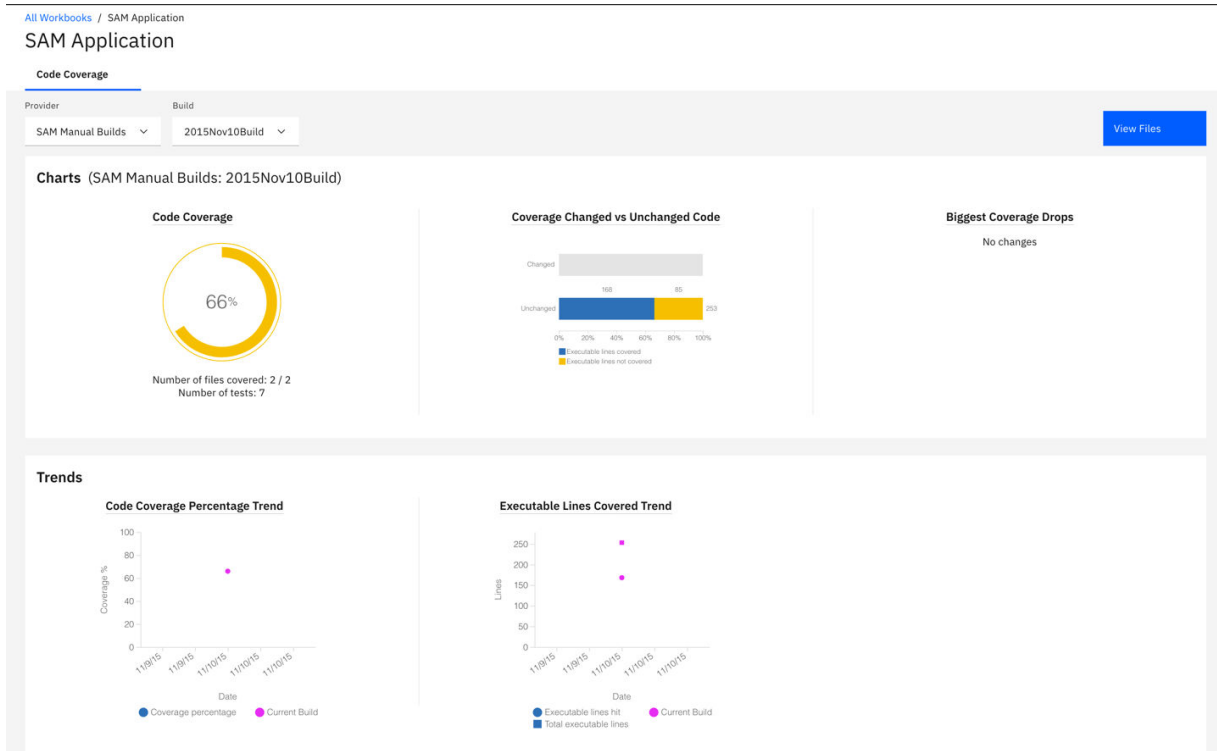 All Workbooks / SAM Application
SAM Application
Code Coverage
Provider
Build
SAM Manual Builds
2015Nov10Build
View Files
Charts (SAM Manual Builds: 2015Nov10Build)
Code Coverage
66%
Number of files covered: 2 / 2
Number of tests: 7
Coverage Changed vs Unchanged Code
Changed
168 85
Unchanged 253
0% 20% 40% 60% 80% 100%
Executable lines covered
Executable lines not covered
Biggest Coverage Drops
No changes
Trends
Code Coverage Percentage Trend
100
80
60
40
20
0
Coverage %
11/9/15 11/9/15 11/10/15 11/10/15 11/10/15
Date
Coverage percentage Current Build
Executable Lines Covered Trend
250
200
150
100
50
0
Lines
11/9/15 11/9/15 11/10/15 11/10/15 11/10/15
Date
Executable lines hit Current Build
Total executable lines